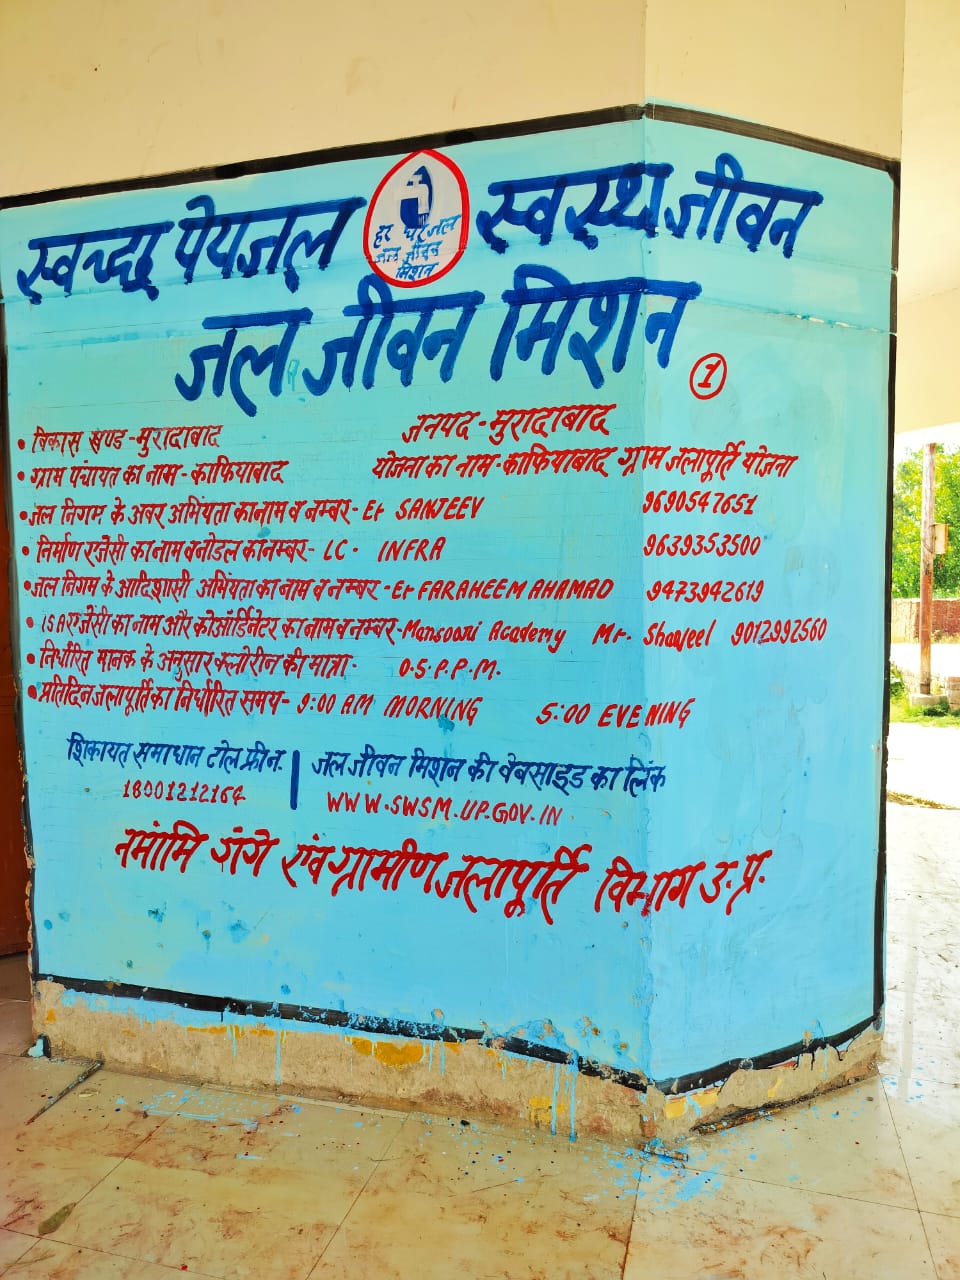 स्वच्छ पेयजल
हर घर जल
जल जीवन
मिशन
स्वस्थ जीवन
जल जीवन मिशन
1
• विकास खण्ड - मुरादाबाद जनपद - मुरादाबाद
• ग्राम पंचायत का नाम - काफियाबाद योजना का नाम - काफियाबाद ग्राम जलापूर्ति योजना
• जल निगम के अवर अभियंता का नाम व नम्बर - Er SANJEEV 9690547651
• निर्माण एजेंसी का नाम व नोडल का नम्बर - LC - INFRA 9639353500
• जल निगम के आदिशासी अभियंता का नाम व नम्बर - Er FARAHEEM AHAMAD 9473942619
• ISA एजेंसी का नाम और कोऑर्डिनेटर का नाम व नम्बर - Mansoori Academy Mr. 9012992560
• निर्धारित मानक के अनुसार क्लोरीन की मात्रा - 0.5.P.P.M.
• प्रतिदिन जलापूर्ति का निर्धारित समय - 9:00 AM MORNING 5:00 EVENING
शिकायत समाधान टोल फ्री न. | जल जीवन मिशन की वेबसाइड का लिंक
18001212164 WWW.SWSM.UP.GOV.IN
नमामि गंगे एंव ग्रामीण जलापूर्ति विभाग उ.प्र.